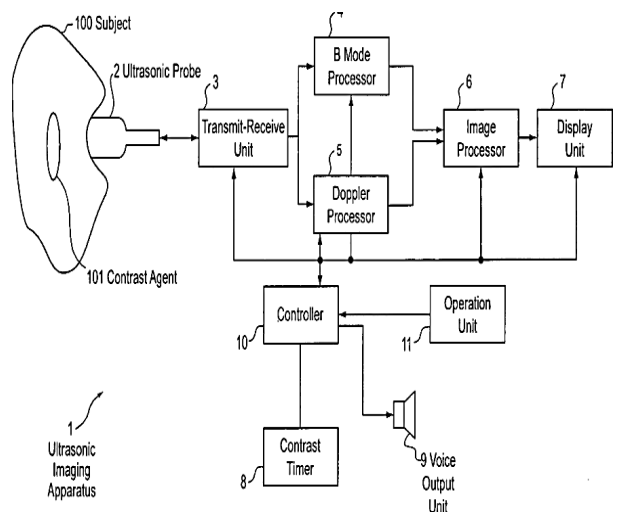 100 Subject
2 Ultrasonic Probe
3
Transmit-Receive
Unit
B Mode
Processor
5
Doppler
Processor
6
Image
Processor
7
Display
Unit
101 Contrast Agent
Controller
10
Operation
Unit
11
1
Ultrasonic
Imaging
Apparatus
Contrast
Timer
8
9 Voice
Output
Unit